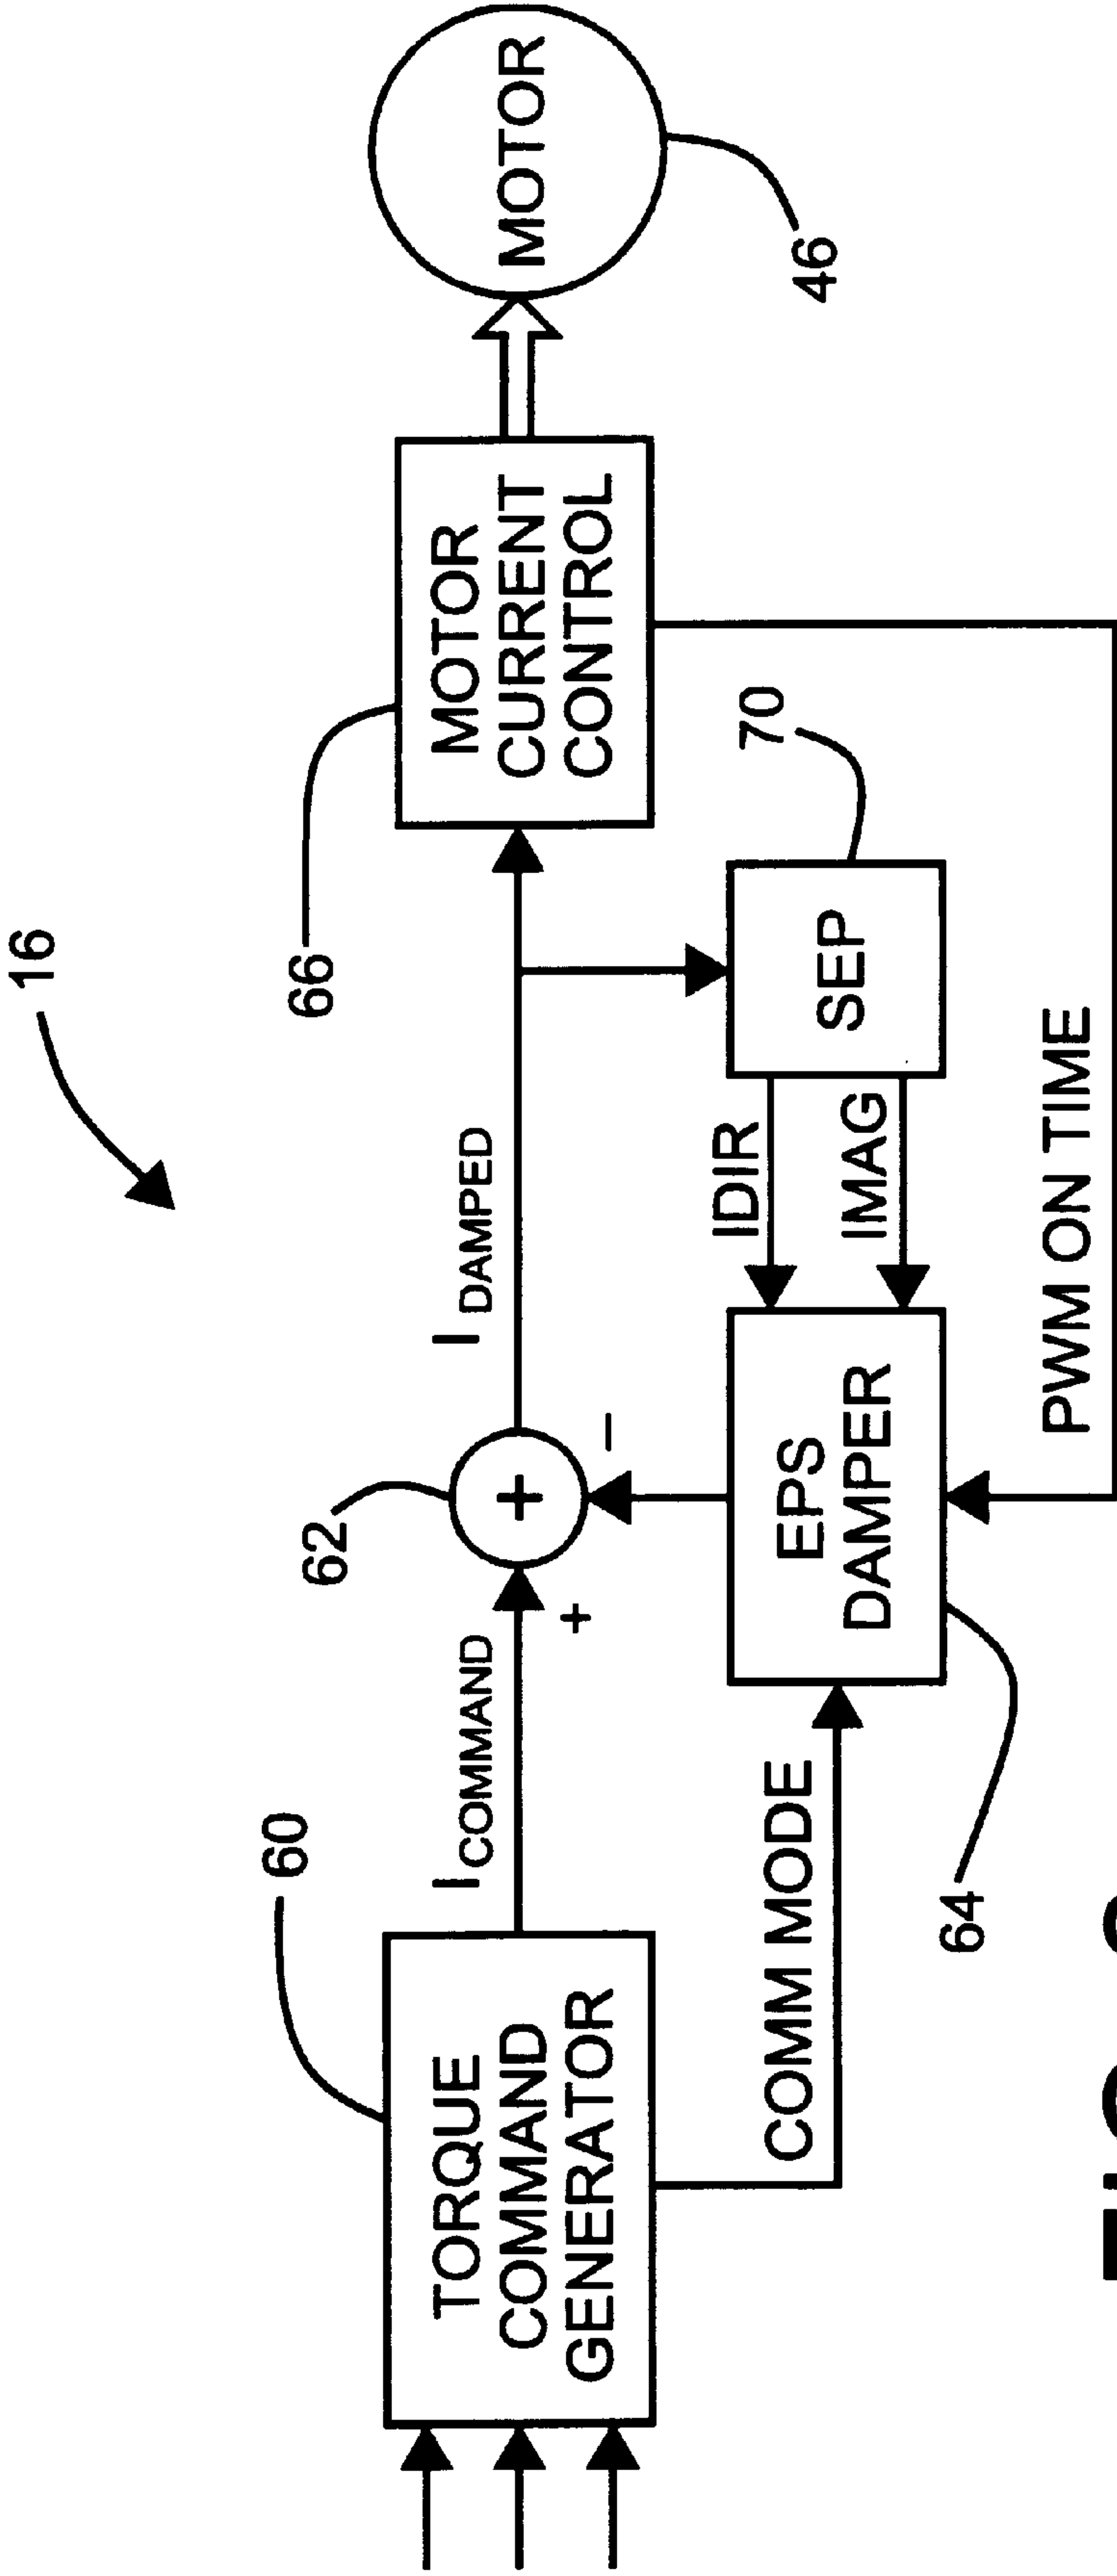 16
60
TORQUE
COMMAND
GENERATOR
I COMMAND
+
62
+
−
I DAMPED
66
MOTOR
CURRENT
CONTROL
MOTOR
46
COMM MODE
64
EPS
DAMPER
IDIR
IMAG
SEP
70
PWM ON TIME